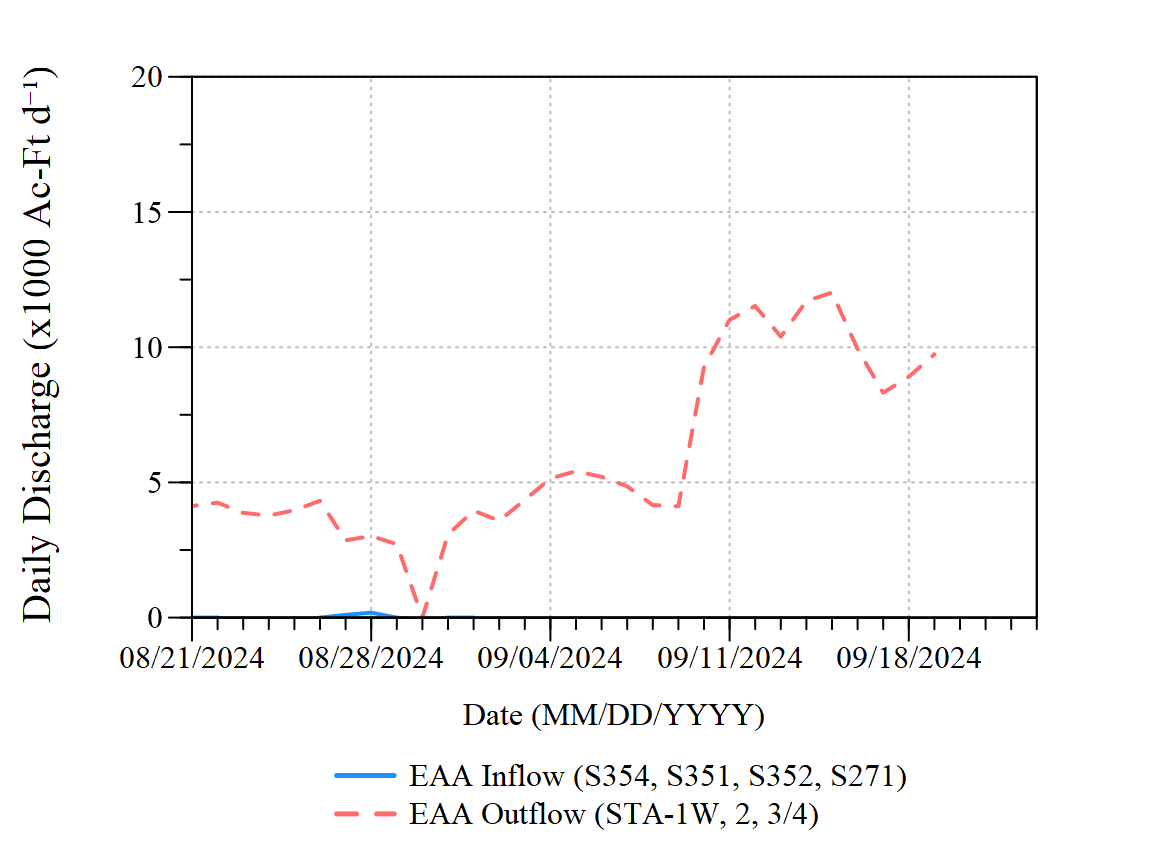 Daily Discharge (x1000 Ac-Ft d⁻¹)
20
15
10
5
0
08/21/2024 08/28/2024 09/04/2024 09/11/2024 09/18/2024
Date (MM/DD/YYYY)
EAA Inflow (S354, S351, S352, S271)
EAA Outflow (STA-1W, 2, 3/4)